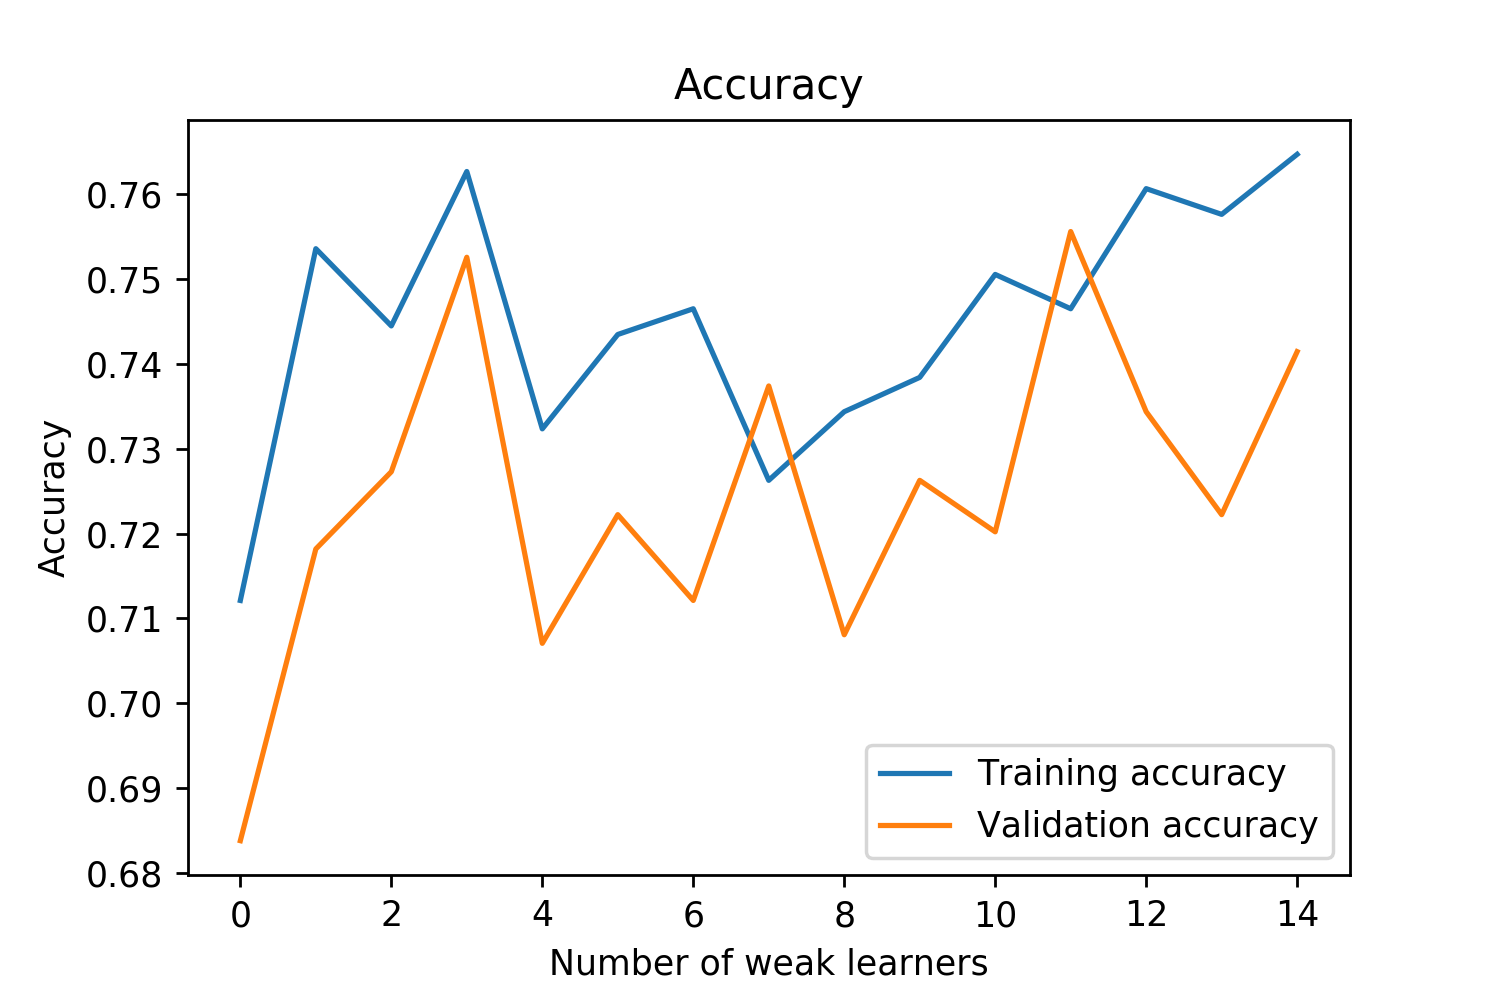 Accuracy
0.76
0.75
0.74
0.73
0.72
0.71
0.70
0.69
0.68
Accuracy
Training accuracy
Validation accuracy
0 2 4 6 8 10 12 14
Number of weak learners